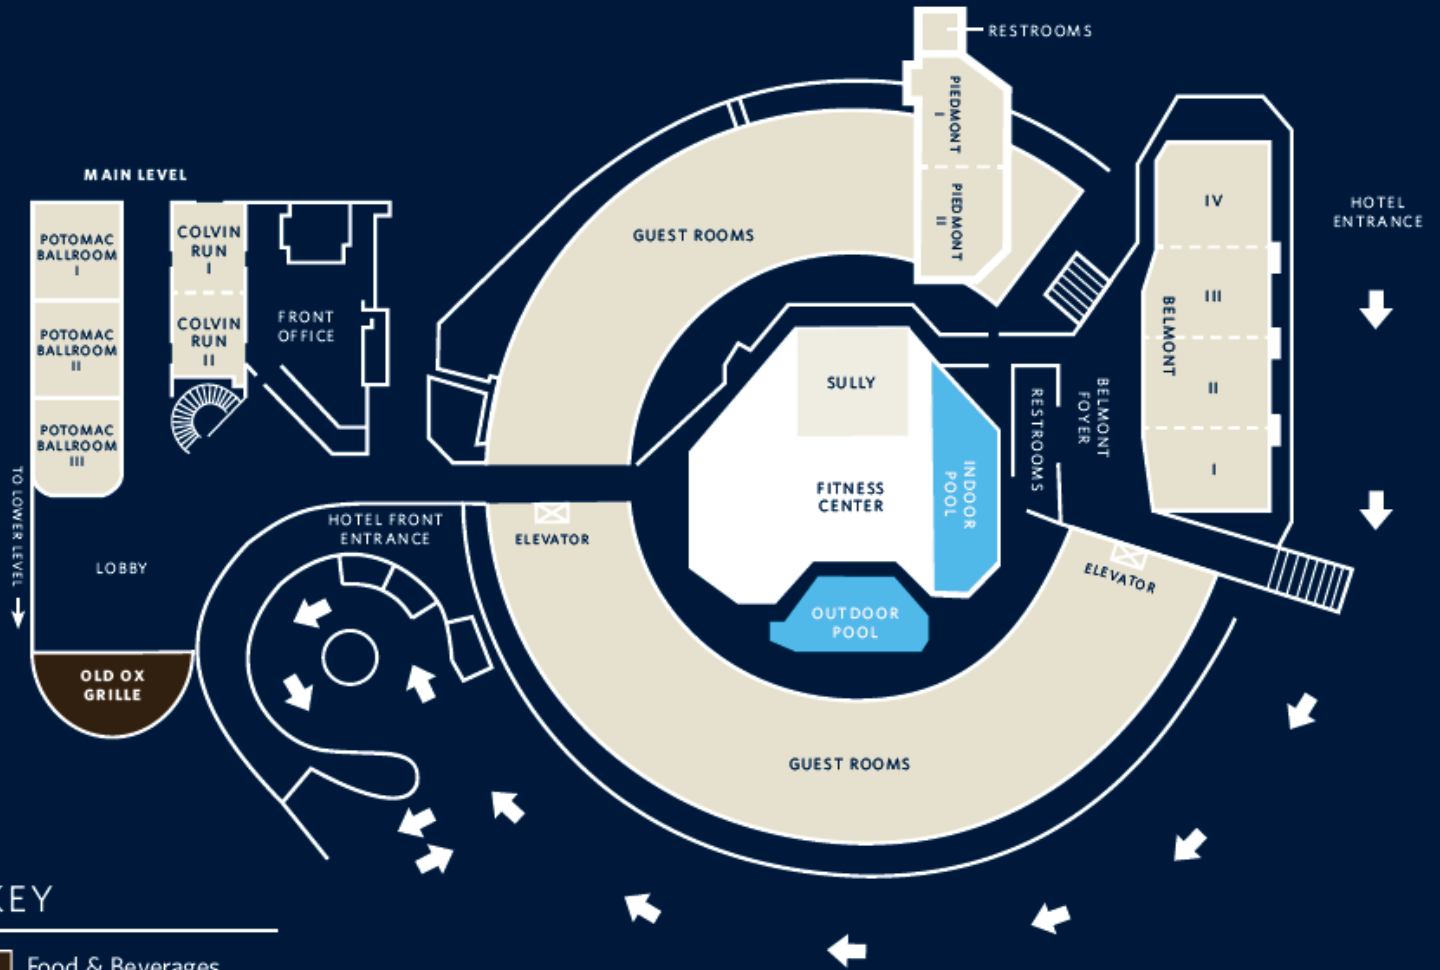 RESTROOMS
PIEDMONT
I
PIEDMONT
II
MAIN LEVEL
POTOMAC
BALLROOM
I
POTOMAC
BALLROOM
II
POTOMAC
BALLROOM
III
COLVIN
RUN
I
COLVIN
RUN
II
FRONT
OFFICE
GUEST ROOMS
IV
III
BELMONT
II
I
HOTEL
ENTRANCE
SULLY
FITNESS
CENTER
INDOOR
POOL
RESTROOMS
BELMONT
FOYER
TO LOWER LEVEL
LOBBY
HOTEL FRONT
ENTRANCE
ELEVATOR
ELEVATOR
OUTDOOR
POOL
OLD OX
GRILLE
GUEST ROOMS
KEY
Food & Beverages